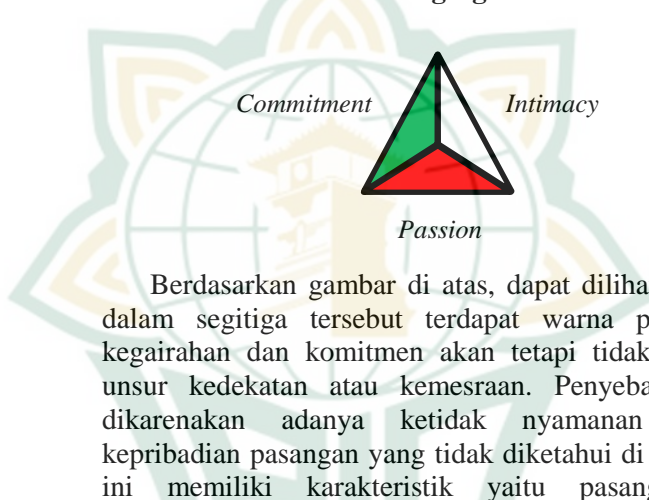 Commitment Intimacy
Passion
Berdasarkan gambar di atas, dapat diliha
dalam segitiga tersebut terdapat warna p
kegairahan dan komitmen akan tetapi tidak
unsur kedekatan atau kemesraan. Penyeba
dikarenakan adanya ketidak nyamanan
kepribadian pasangan yang tidak diketahui di
ini memiliki karakteristik yaitu pasang